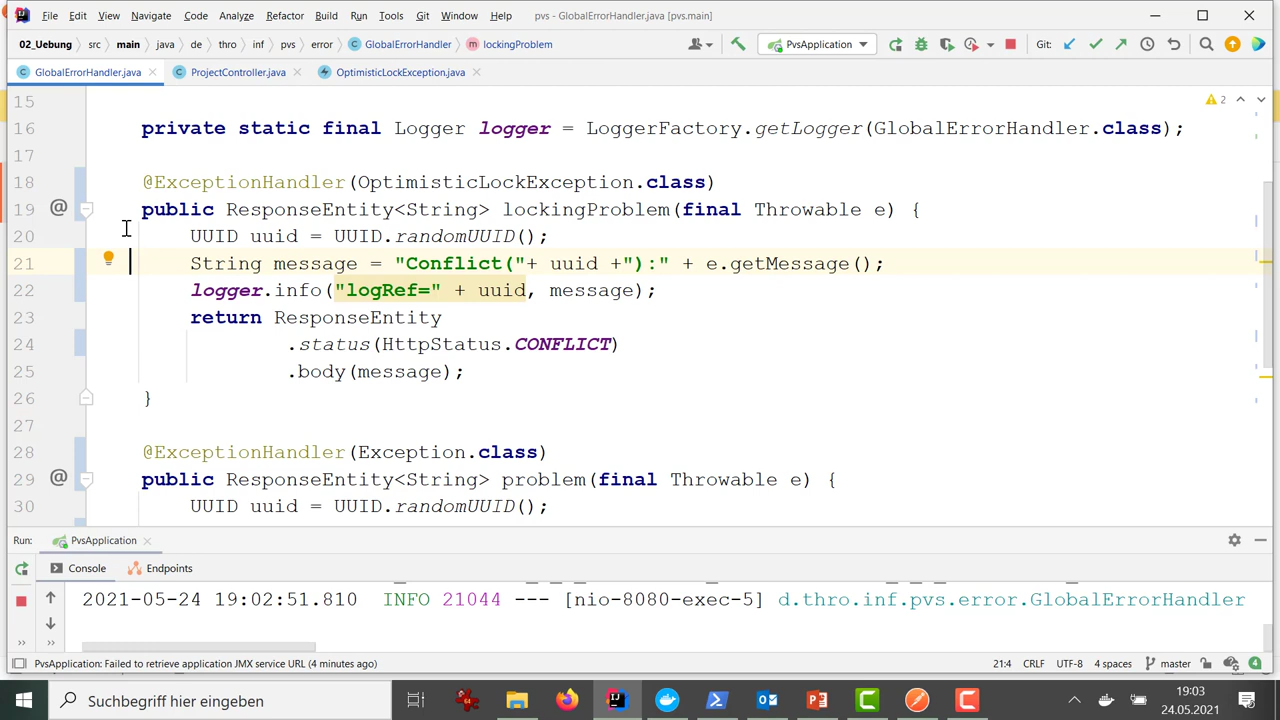 File Edit View Navigate Code Analyze Refactor Build Run Tools Git Window Help pvs - GlobalErrorHandler.java [pvs.main]
02_Uebung src main java de thro inf pvs error GlobalErrorHandler lockingProblem PvsApplication Git:
GlobalErrorHandler.java ProjectController.java OptimisticLockException.java
15 2
16 private static final Logger logger = LoggerFactory.getLogger(GlobalErrorHandler.class);
17
18 @ExceptionHandler(OptimisticLockException.class)
19 @ public ResponseEntity<String> lockingProblem(final Throwable e) {
20 UUID uuid = UUID.randomUUID();
21 String message = "Conflict("+ uuid +"):" + e.getMessage();
22 logger.info("logRef=" + uuid, message);
23 return ResponseEntity
24 .status(HttpStatus.CONFLICT)
25 .body(message);
26 }
27
28 @ExceptionHandler(Exception.class)
29 @ public ResponseEntity<String> problem(final Throwable e) {
30 UUID uuid = UUID.randomUUID();
Run: PvsApplication
Console Endpoints
2021-05-24 19:02:51.810 INFO 21044 --- [nio-8080-exec-5] d.thro.inf.pvs.error.GlobalErrorHandler
PvsApplication: Failed to retrieve application JMX service URL (4 minutes ago) 21:4 CRLF UTF-8 4 spaces master 4
Suchbegriff hier eingeben
19:03
24.05.2021